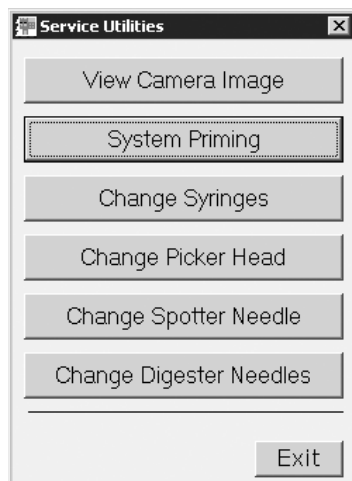 Service Utilities
View Camera Image
System Priming
Change Syringes
Change Picker Head
Change Spotter Needle
Change Digester Needles
Exit